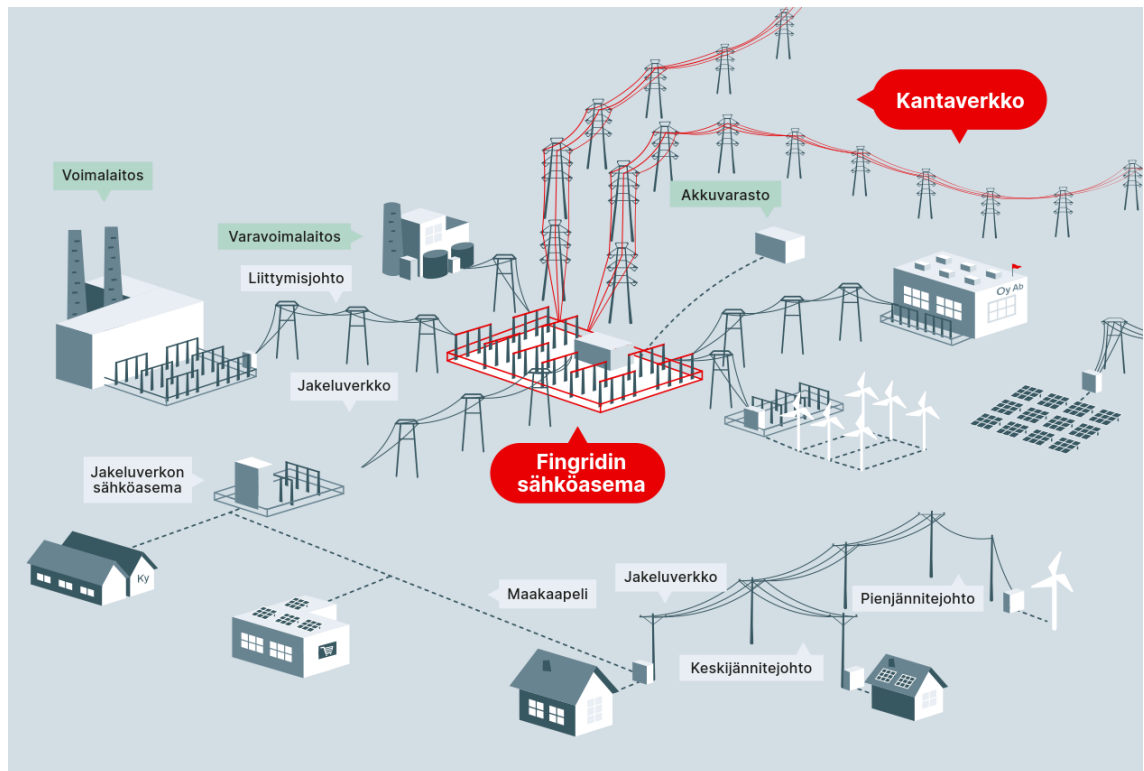 Kantaverkko
Voimalaitos
Akkuvarasto
Varavoimalaitos
Liittymisjohto
Oy Ab
Jakeluverkko
Fingridin
sähköasema
Jakeluverkon
sähköasema
Ky
Maakaapeli
Jakeluverkko
Pienjännitejohto
Keskijännitejohto